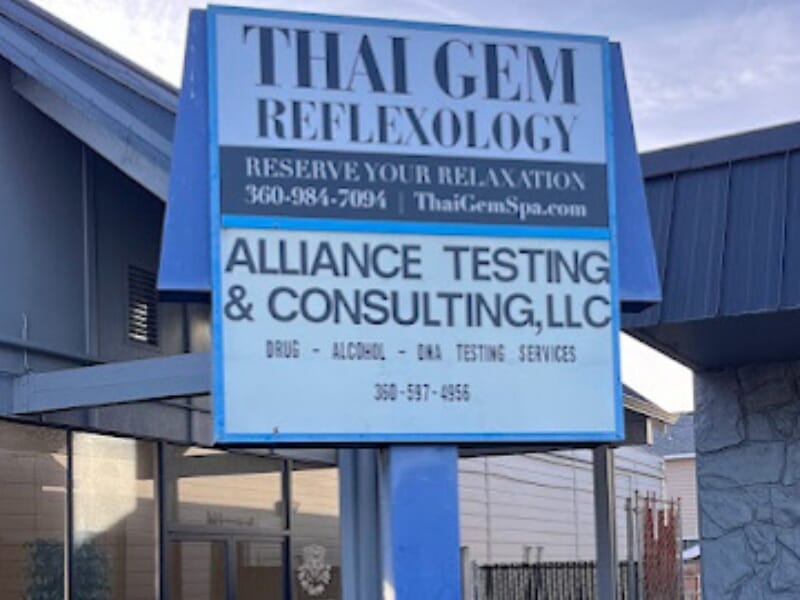 THAI GEM
REFLEXOLOGY
RESERVE YOUR RELAXATION
360-984-7094 | ThaiGemSpa.com
ALLIANCE TESTING
& CONSULTING, LLC
DRUG - ALCOHOL - DNA TESTING SERVICES
360-597-4956